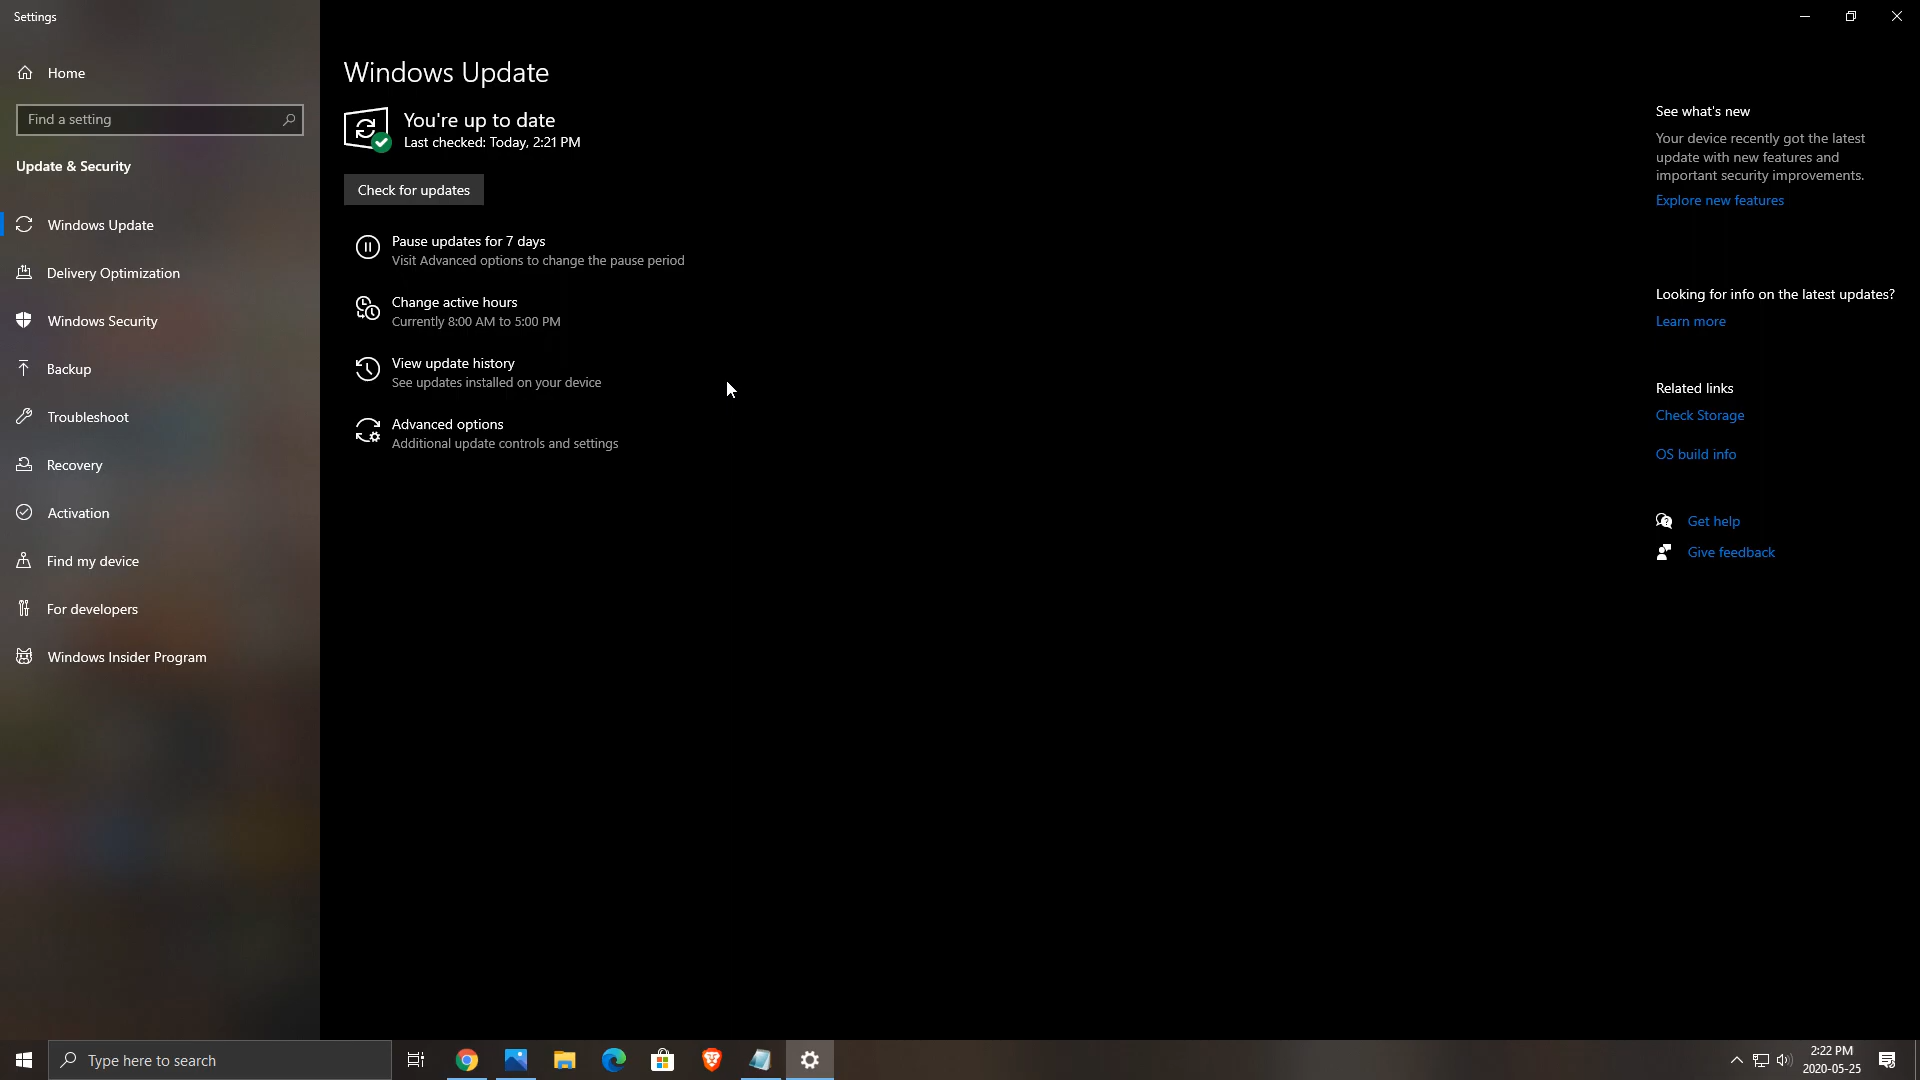 Settings
Home
Find a setting
Update & Security
Windows Update
Delivery Optimization
Windows Security
Backup
Troubleshoot
Recovery
Activation
Find my device
For developers
Windows Insider Program
Windows Update
You're up to date
Last checked: Today, 2:21 PM
Check for updates
Pause updates for 7 days
Visit Advanced options to change the pause period
Change active hours
Currently 8:00 AM to 5:00 PM
View update history
See updates installed on your device
Advanced options
Additional update controls and settings
See what's new
Your device recently got the latest
update with new features and
important security improvements.
Explore new features
Looking for info on the latest updates?
Learn more
Related links
Check Storage
OS build info
Get help
Give feedback
Type here to search
2:22 PM
2020-05-25